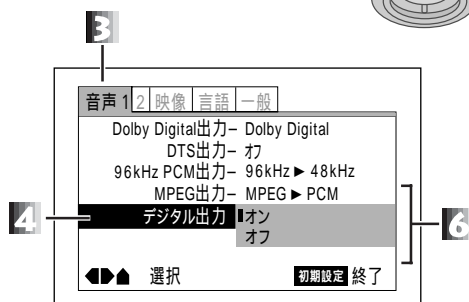 3
音声 1 2 映像 言語 一般
Dolby Digital出力– Dolby Digital
DTS出力– オフ
96kHz PCM出力– 96kHz ► 48kHz
MPEG出力– MPEG ► PCM
4 デジタル出力 オン 6
オフ
選択 初期設定 終了